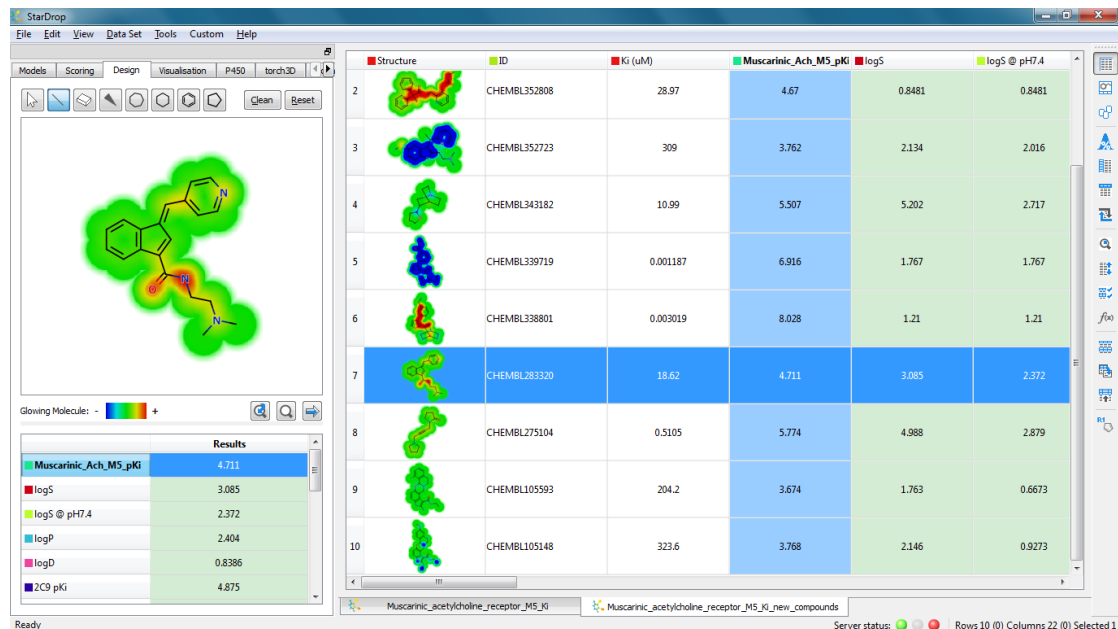 StarDrop
File Edit View Data Set Tools Custom Help
Models Scoring Design Visualisation P450 torch3D
Clean Reset
N
O
N
N
Glowing Molecule: - +
Results
Muscarinic_Ach_M5_pKi 4.711
logS 3.085
logS @ pH7.4 2.372
logP 2.404
logD 0.8386
2C9 pKi 4.875
Structure ID Ki (uM) Muscarinic_Ach_M5_pKi logS logS @ pH7.4
2 CHEMBL352808 28.97 4.67 0.8481 0.8481
3 CHEMBL352723 309 3.762 2.134 2.016
4 CHEMBL343182 10.99 5.507 5.202 2.717
5 CHEMBL339719 0.001187 6.916 1.767 1.767
6 CHEMBL338801 0.003019 8.028 1.21 1.21
7 CHEMBL283320 18.62 4.711 3.085 2.372
8 CHEMBL275104 0.5105 5.774 4.988 2.879
9 CHEMBL105593 204.2 3.674 1.763 0.6673
10 CHEMBL105148 323.6 3.768 2.146 0.9273
f(x)
R1
Muscarinic_acetylcholine_receptor_M5_Ki Muscarinic_acetylcholine_receptor_M5_Ki_new_compounds
Ready Server status: Rows 10 (0) Columns 22 (0) Selected 1